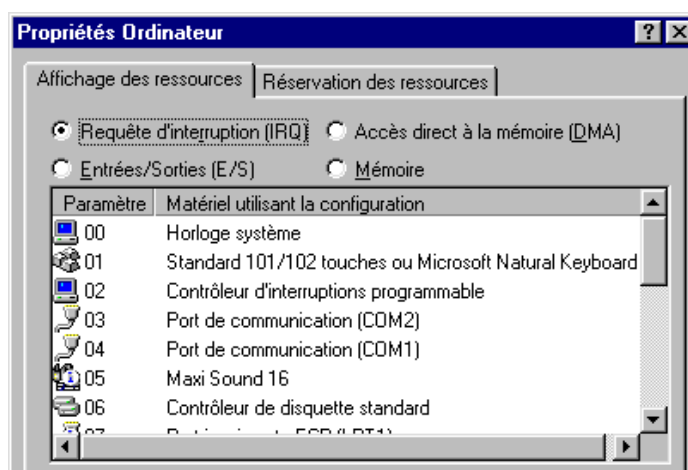 Propriétés Ordinateur
Affichage des ressources Réservation des ressources
Requête d'interruption (IRQ) Accès direct à la mémoire (DMA)
Entrées/Sorties (E/S) Mémoire
Paramètre Matériel utilisant la configuration
00 Horloge système
01 Standard 101/102 touches ou Microsoft Natural Keyboard
02 Contrôleur d'interruptions programmable
03 Port de communication (COM2)
04 Port de communication (COM1)
05 Maxi Sound 16
06 Contrôleur de disquette standard